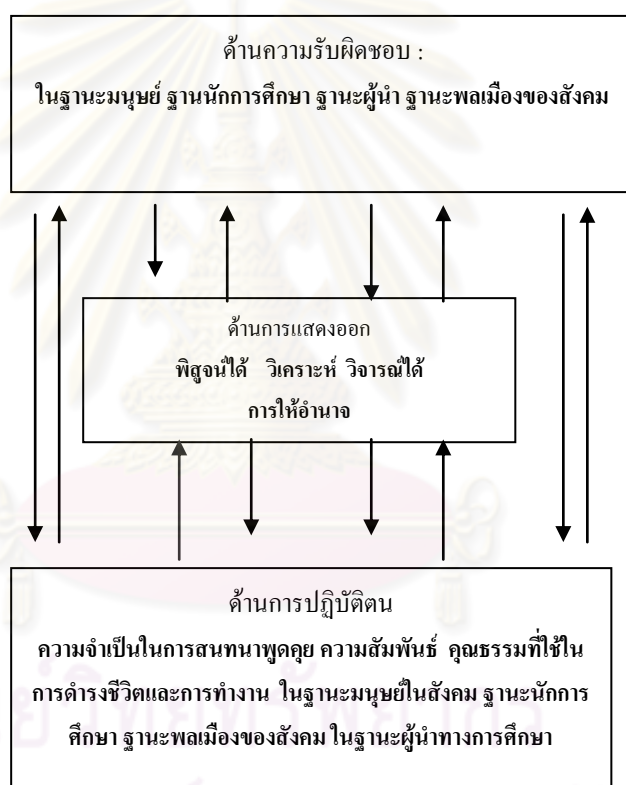 ด้านความรับผิดชอบ :
ในฐานะมนุษย์ ฐานนักการศึกษา ฐานะผู้นำ ฐานะพลเมืองของสังคม
ด้านการแสดงออก
พิสูจน์ได้ วิเคราะห์ วิจารณ์ได้
การให้อำนาจ
ด้านการปฏิบัติตน
ความจำเป็นในการสนทนาพูดคุย ความสัมพันธ์ คุณธรรมที่ใช้ใน
การดำรงชีวิตและการทำงาน ในฐานะมนุษย์ในสังคม ฐานะนักการ
ศึกษา ฐานะพลเมืองของสังคม ในฐานะผู้นำทางการศึกษา